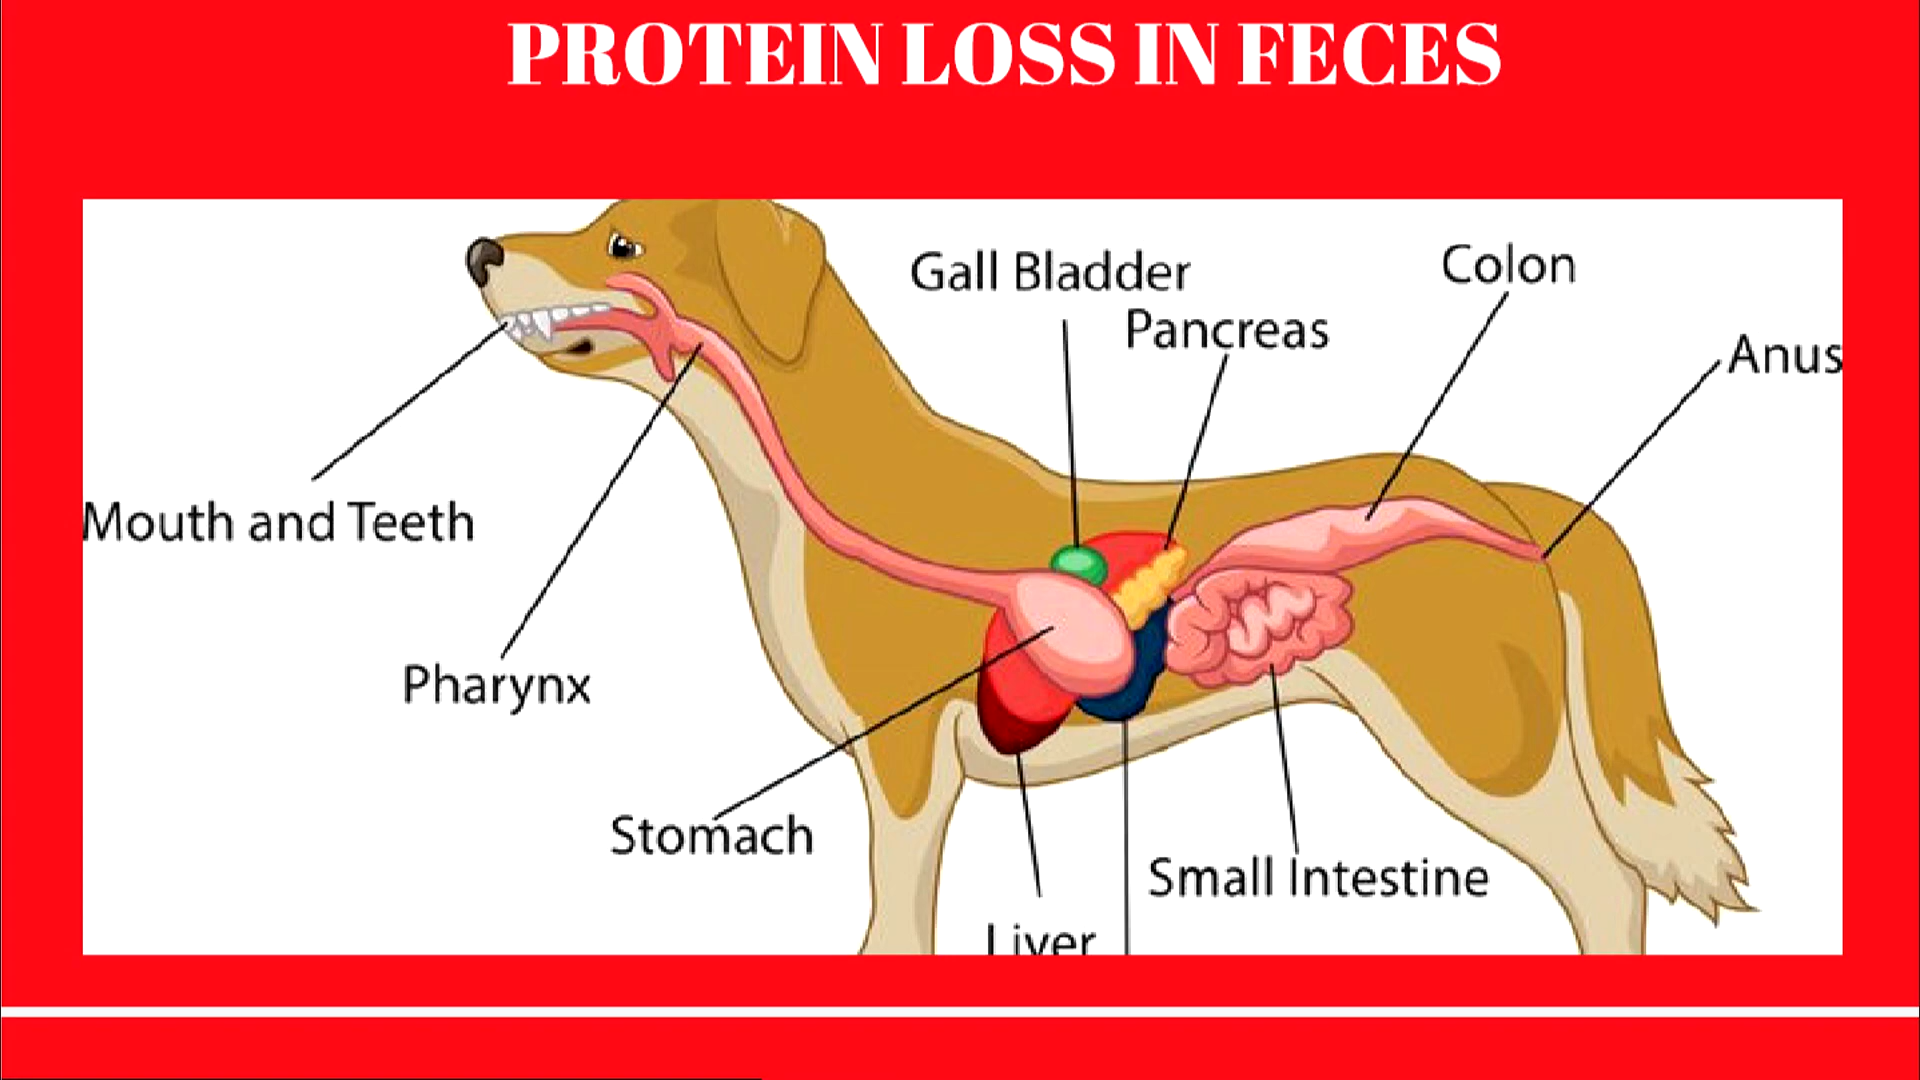 PROTEIN LOSS IN FECES
Gall Bladder
Colon
Pancreas
Anus
Mouth and Teeth
Pharynx
Stomach
Small Intestine
Liver